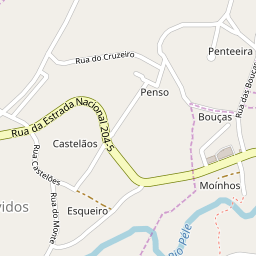 Penteeira
Rua do Cruzeiro
Penso
Rua das Bouças
Bouças
Rua da Estrada Nacional 204-5
Castelãos
Rua Castelões
Moínhos
Rua do Monte
Esqueiro
vidos
Rio Pele